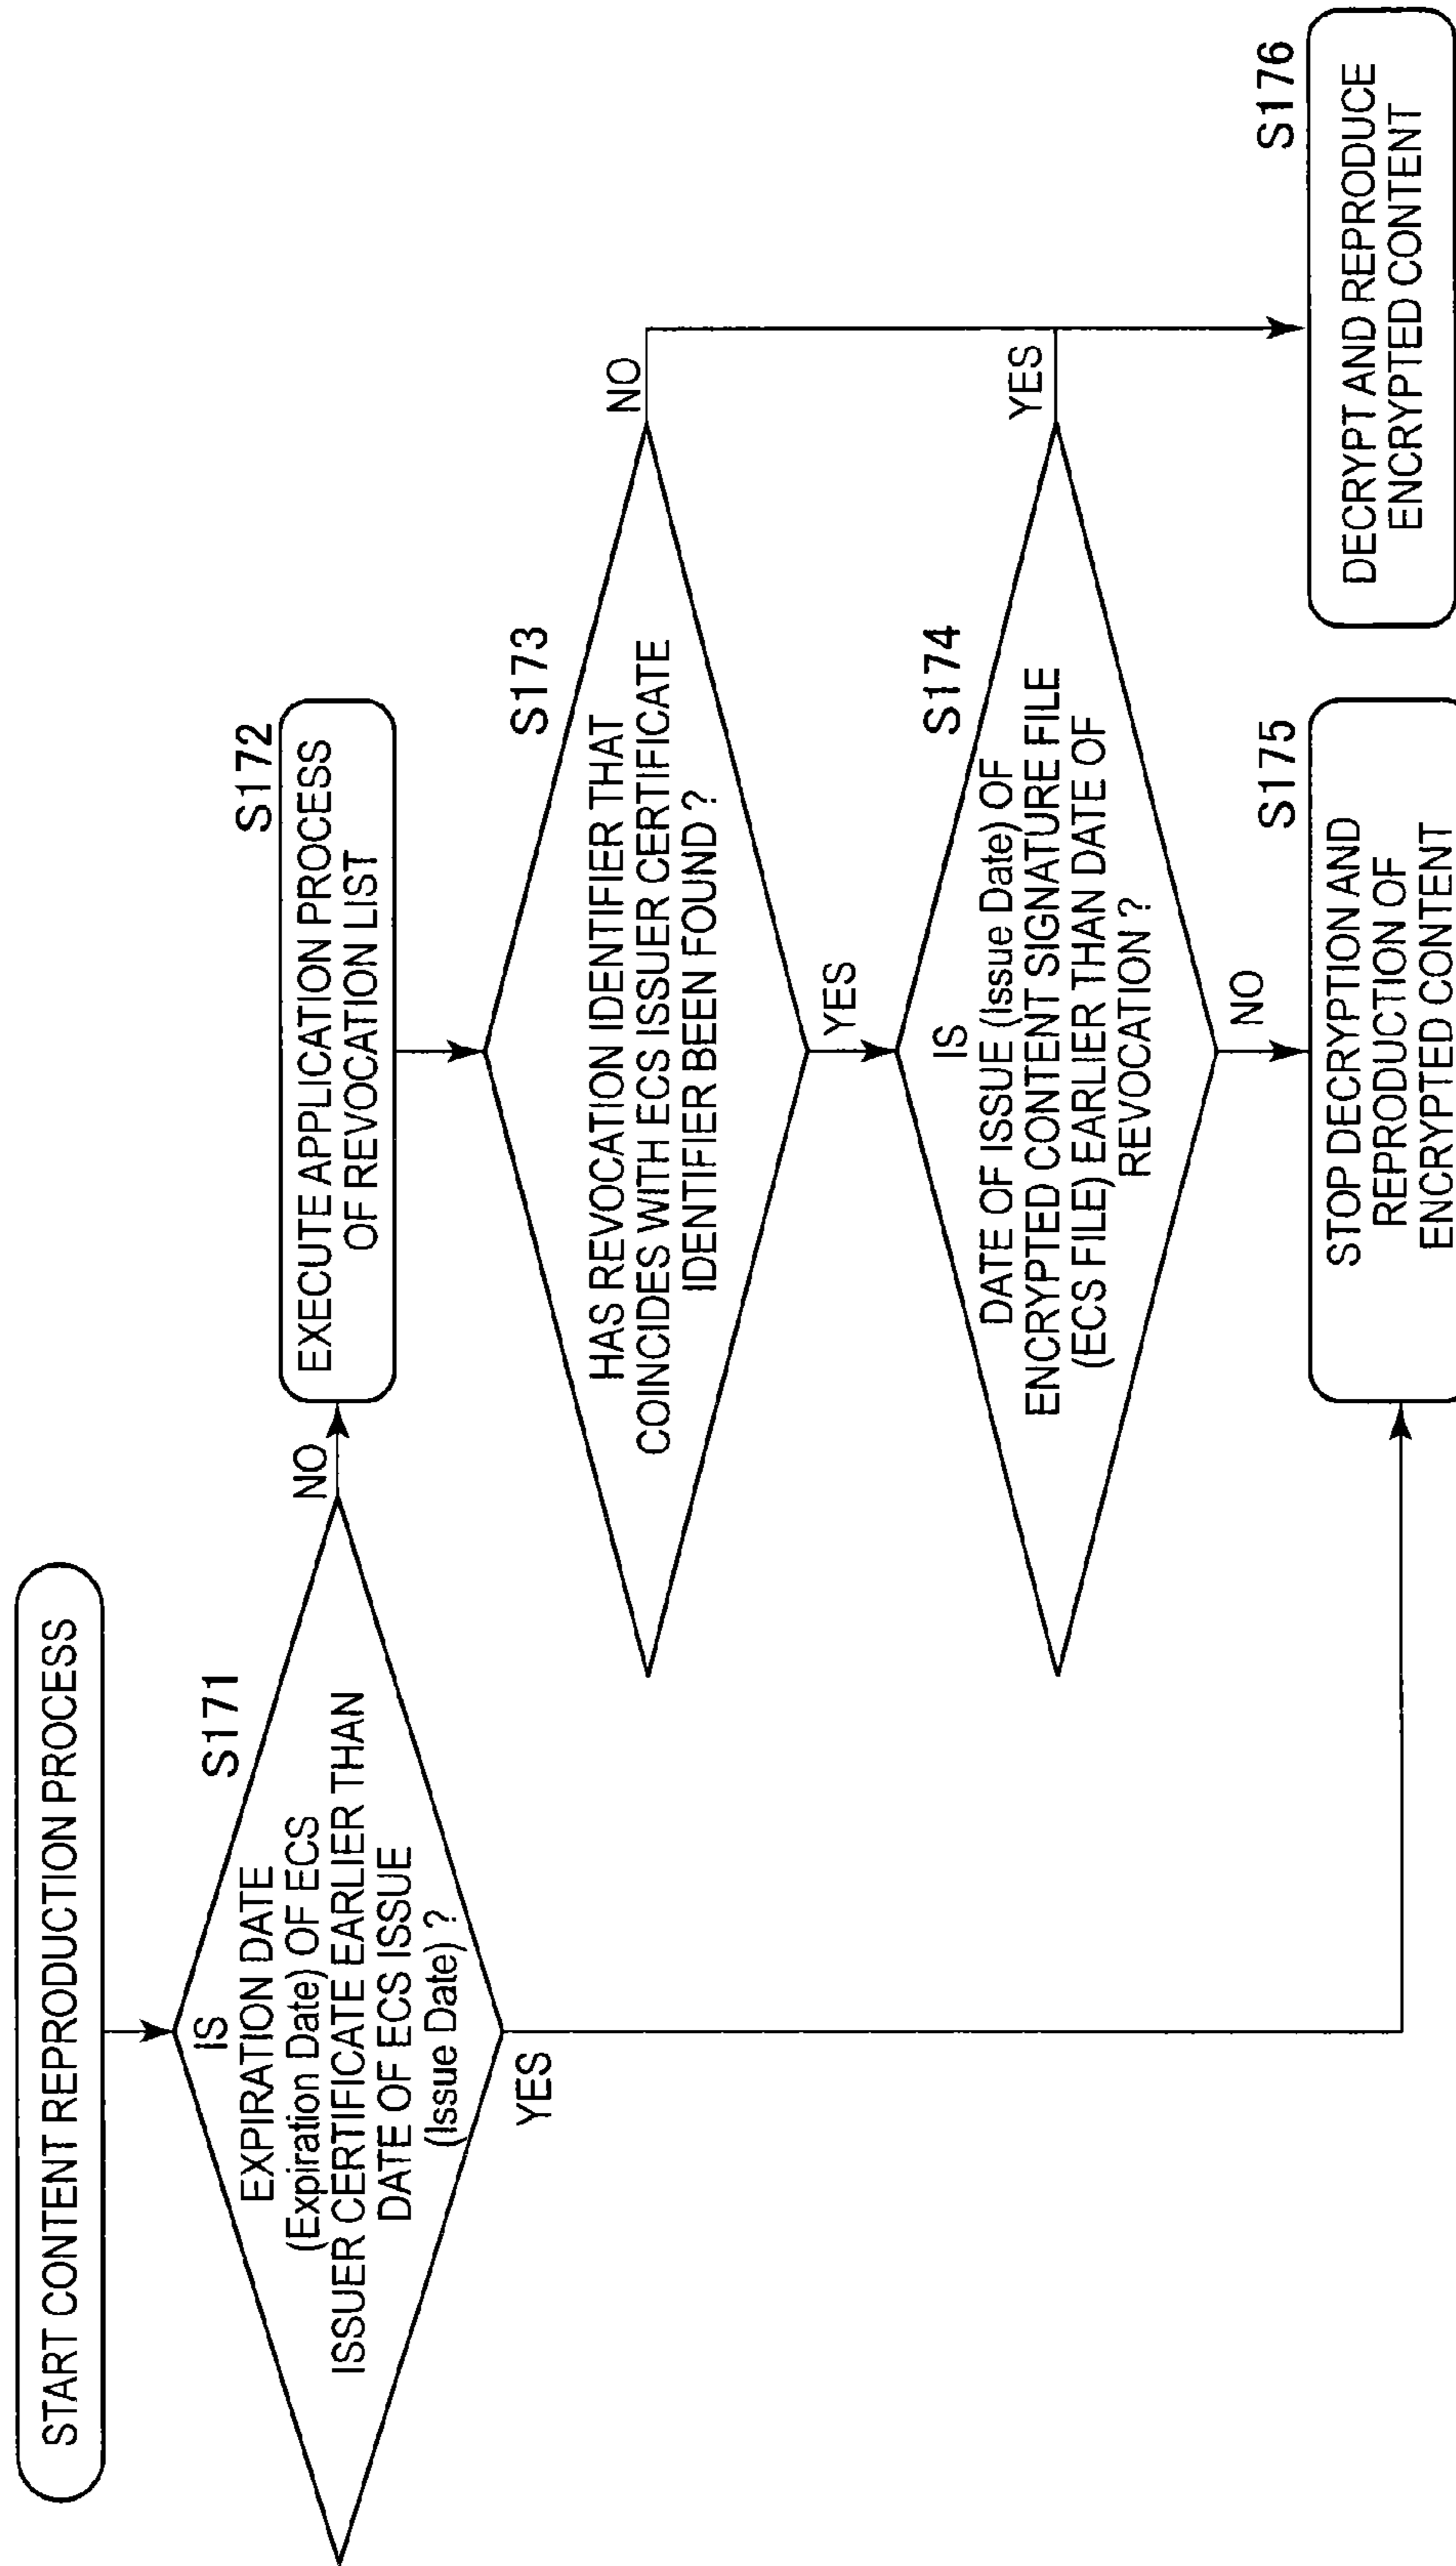 START CONTENT REPRODUCTION PROCESS
S171
IS
EXPIRATION DATE
(Expiration Date) OF ECS
ISSUER CERTIFICATE EARLIER THAN
DATE OF ECS ISSUE
(Issue Date) ?
YES
NO
S172
EXECUTE APPLICATION PROCESS
OF REVOCATION LIST
S173
HAS REVOCATION IDENTIFIER THAT
COINCIDES WITH ECS ISSUER CERTIFICATE
IDENTIFIER BEEN FOUND ?
NO
YES
S174
IS
DATE OF ISSUE (Issue Date) OF
ENCRYPTED CONTENT SIGNATURE FILE
(ECS FILE) EARLIER THAN DATE OF
REVOCATION ?
YES
NO
S175
STOP DECRYPTION AND
REPRODUCTION OF
ENCRYPTED CONTENT
S176
DECRYPT AND REPRODUCE
ENCRYPTED CONTENT